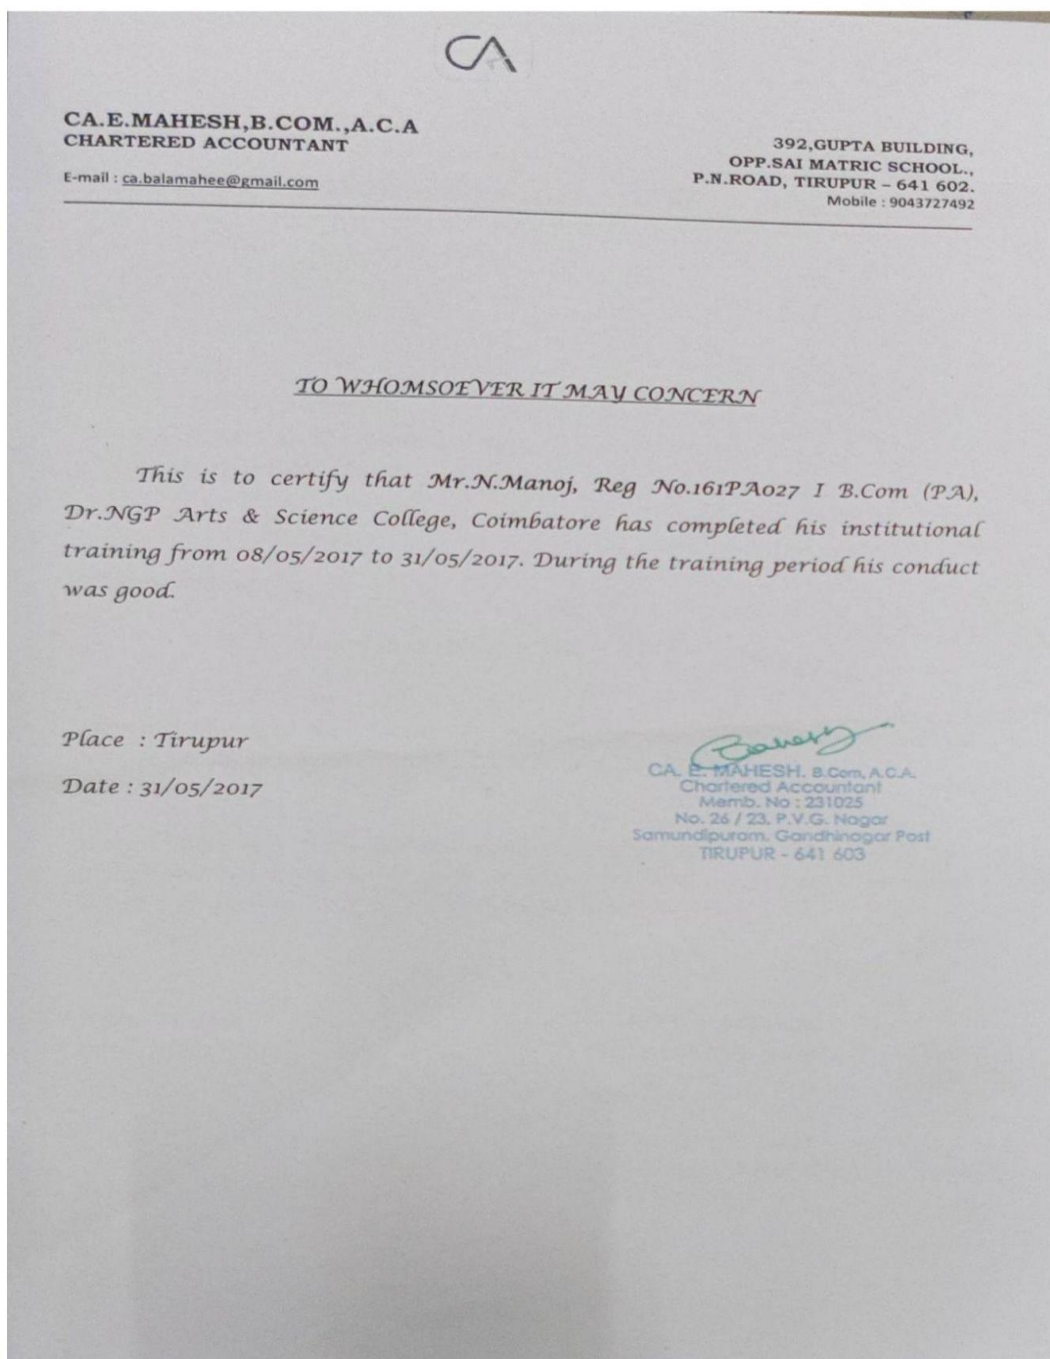 CA
CA.E.MAHESH,B.COM.,A.C.A
CHARTERED ACCOUNTANT
E-mail : ca.balamahee@gmail.com
392,GUPTA BUILDING,
OPP.SAI MATRIC SCHOOL.,
P.N.ROAD, TIRUPUR – 641 602.
Mobile : 9043727492
TO WHOMSOEVER IT MAY CONCERN
This is to certify that Mr.N.Manoj, Reg No.161PA027 I B.Com (PA),
Dr.NGP Arts & Science College, Coimbatore has completed his institutional
training from 08/05/2017 to 31/05/2017. During the training period his conduct
was good.
Place : Tirupur
Date : 31/05/2017
CA. E. MAHESH. B.Com, A.C.A.
Chartered Accountant
Memb. No : 231025
No. 26 / 23, P.V.G. Nagar
Samundipuram, Gandhinagar Post
TIRUPUR - 641 603